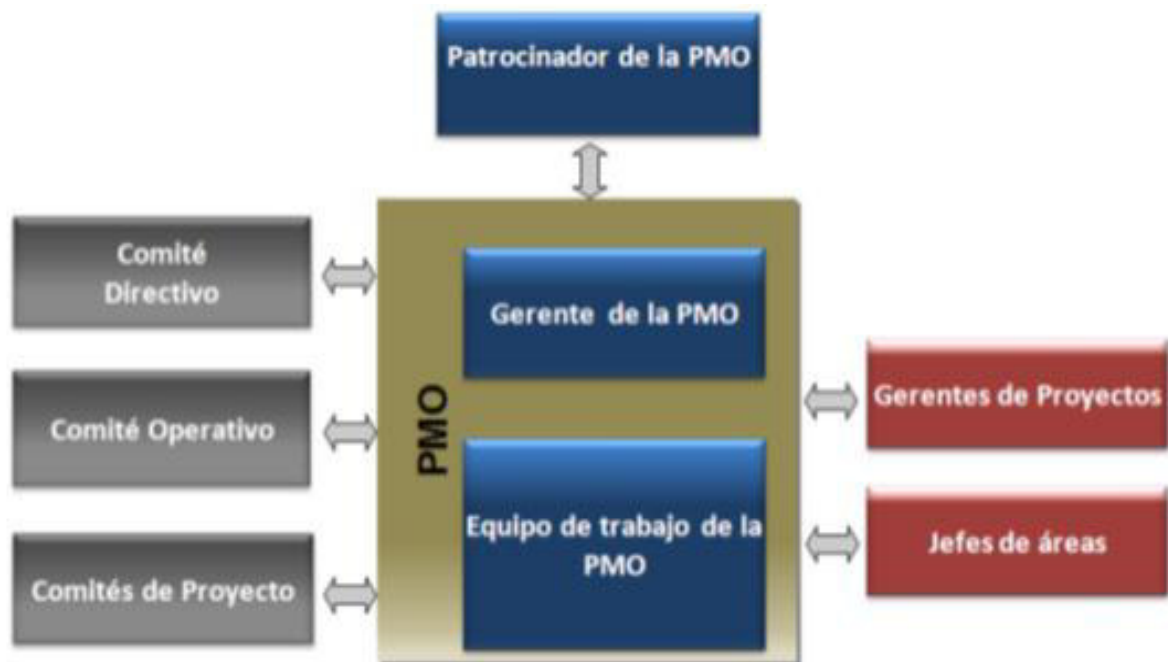 Patrocinador de la PMO
Comité
Directivo
Comité Operativo
Comités de Proyecto
PMO
Gerente de la PMO
Equipo de trabajo de la
PMO
Gerentes de Proyectos
Jefes de áreas